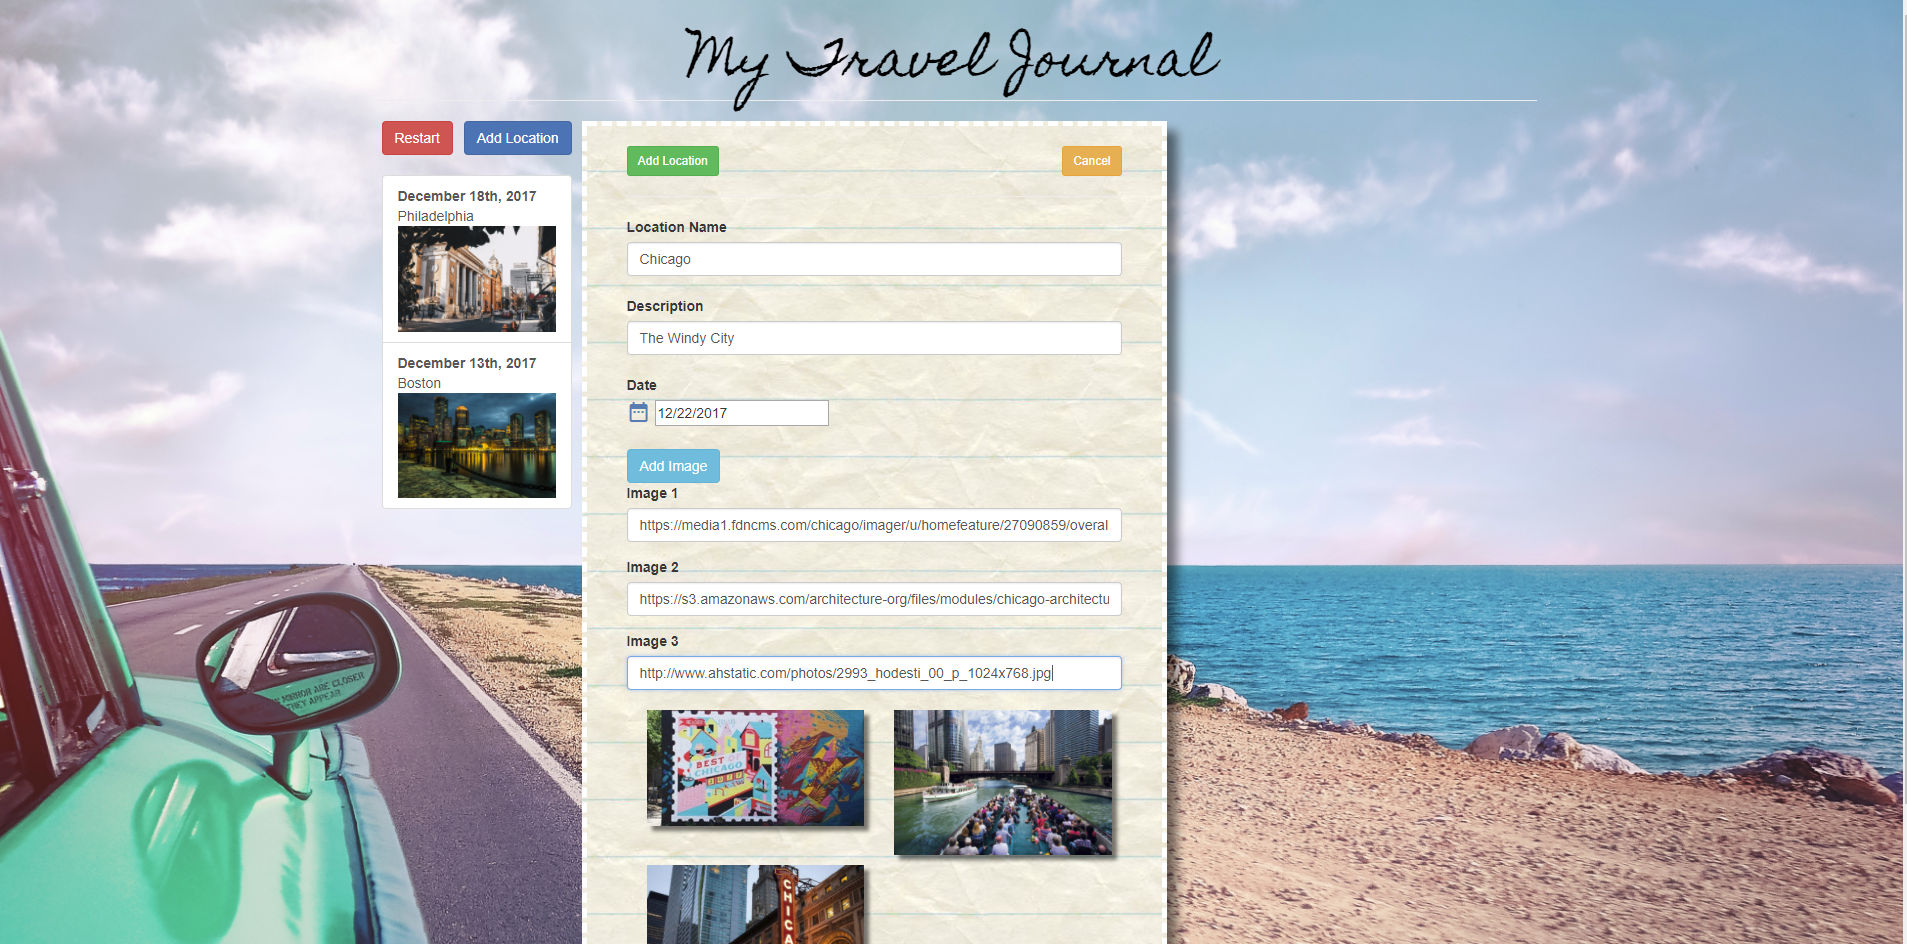 My Travel Journal
Restart
Add Location
December 18th, 2017
Philadelphia
December 13th, 2017
Boston
Add Location
Cancel
Location Name
Chicago
Description
The Windy City
Date
12/22/2017
Add Image
Image 1
https://media1.fdncms.com/chicago/imager/u/homefeature/27090859/overal
Image 2
https://s3.amazonaws.com/architecture-org/files/modules/chicago-architectu
Image 3
http://www.ahstatic.com/photos/2993_hodesti_00_p_1024x768.jpg
BEST OF
CHICAGO
CHICA
MIRROR ARE CLOSER
THEY APPEAR